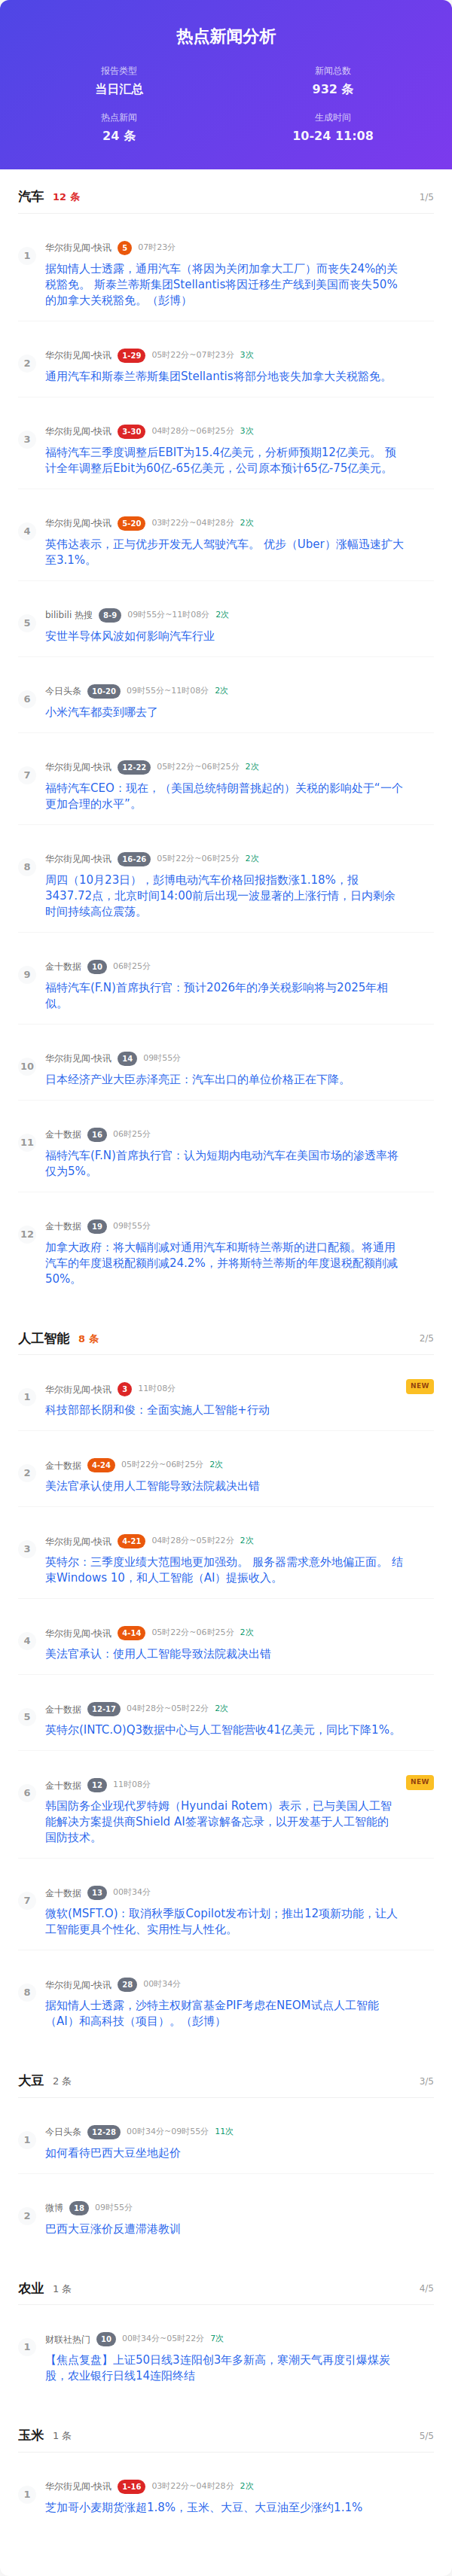 热点新闻分析
报告类型
新闻总数
当日汇总
932 条
热点新闻
生成时间
24 条
10-24 11:08
汽车 12 条 1/5
1 华尔街见闻-快讯 5 07时23分
据知情人士透露，通用汽车（将因为关闭加拿大工厂）而丧失24%的关
税豁免。 斯泰兰蒂斯集团Stellantis将因迁移生产线到美国而丧失50%
的加拿大关税豁免。（彭博）
2 华尔街见闻-快讯 1-29 05时22分~07时23分 3次
通用汽车和斯泰兰蒂斯集团Stellantis将部分地丧失加拿大关税豁免。
3 华尔街见闻-快讯 3-30 04时28分~06时25分 3次
福特汽车三季度调整后EBIT为15.4亿美元，分析师预期12亿美元。 预
计全年调整后Ebit为60亿-65亿美元，公司原本预计65亿-75亿美元。
4 华尔街见闻-快讯 5-20 03时22分~04时28分 2次
英伟达表示，正与优步开发无人驾驶汽车。 优步（Uber）涨幅迅速扩大
至3.1%。
5 bilibili 热搜 8-9 09时55分~11时08分 2次
安世半导体风波如何影响汽车行业
6 今日头条 10-20 09时55分~11时08分 2次
小米汽车都卖到哪去了
7 华尔街见闻-快讯 12-22 05时22分~06时25分 2次
福特汽车CEO：现在，（美国总统特朗普挑起的）关税的影响处于“一个
更加合理的水平”。
8 华尔街见闻-快讯 16-26 05时22分~06时25分 2次
周四（10月23日），彭博电动汽车价格回报指数涨1.18%，报
3437.72点，北京时间14:00前后出现一波显著的上涨行情，日内剩余
时间持续高位震荡。
9 金十数据 10 06时25分
福特汽车(F.N)首席执行官：预计2026年的净关税影响将与2025年相
似。
10 华尔街见闻-快讯 14 09时55分
日本经济产业大臣赤泽亮正：汽车出口的单位价格正在下降。
11 金十数据 16 06时25分
福特汽车(F.N)首席执行官：认为短期内电动汽车在美国市场的渗透率将
仅为5%。
12 金十数据 19 09时55分
加拿大政府：将大幅削减对通用汽车和斯特兰蒂斯的进口配额。将通用
汽车的年度退税配额削减24.2%，并将斯特兰蒂斯的年度退税配额削减
50%。
人工智能 8 条 2/5
1 华尔街见闻-快讯 3 11时08分 NEW
科技部部长阴和俊：全面实施人工智能+行动
2 金十数据 4-24 05时22分~06时25分 2次
美法官承认使用人工智能导致法院裁决出错
3 华尔街见闻-快讯 4-21 04时28分~05时22分 2次
英特尔：三季度业绩大范围地更加强劲。 服务器需求意外地偏正面。 结
束Windows 10，和人工智能（AI）提振收入。
4 华尔街见闻-快讯 4-14 05时22分~06时25分 2次
美法官承认：使用人工智能导致法院裁决出错
5 金十数据 12-17 04时28分~05时22分 2次
英特尔(INTC.O)Q3数据中心与人工智能营收41亿美元，同比下降1%。
6 金十数据 12 11时08分 NEW
韩国防务企业现代罗特姆（Hyundai Rotem）表示，已与美国人工智
能解决方案提供商Shield AI签署谅解备忘录，以开发基于人工智能的
国防技术。
7 金十数据 13 00时34分
微软(MSFT.O)：取消秋季版Copilot发布计划；推出12项新功能，让人
工智能更具个性化、实用性与人性化。
8 华尔街见闻-快讯 28 00时34分
据知情人士透露，沙特主权财富基金PIF考虑在NEOM试点人工智能
（AI）和高科技（项目）。（彭博）
大豆 2 条 3/5
1 今日头条 12-28 00时34分~09时55分 11次
如何看待巴西大豆坐地起价
2 微博 18 09时55分
巴西大豆涨价反遭滞港教训
农业 1 条 4/5
1 财联社热门 10 00时34分~05时22分 7次
【焦点复盘】上证50日线3连阳创3年多新高，寒潮天气再度引爆煤炭
股，农业银行日线14连阳终结
玉米 1 条 5/5
1 华尔街见闻-快讯 1-16 03时22分~04时28分 2次
芝加哥小麦期货涨超1.8%，玉米、大豆、大豆油至少涨约1.1%